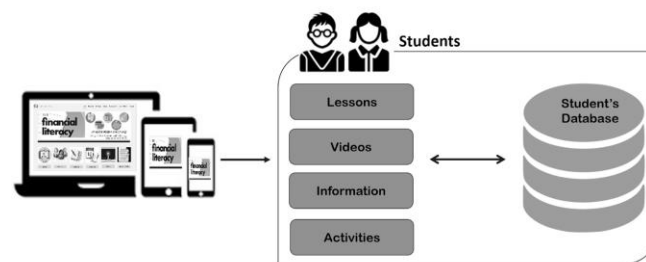 Students
financial
literacy
financial
literacy
financial
literacy
Lessons
Videos
Information
Activities
Student's
Database